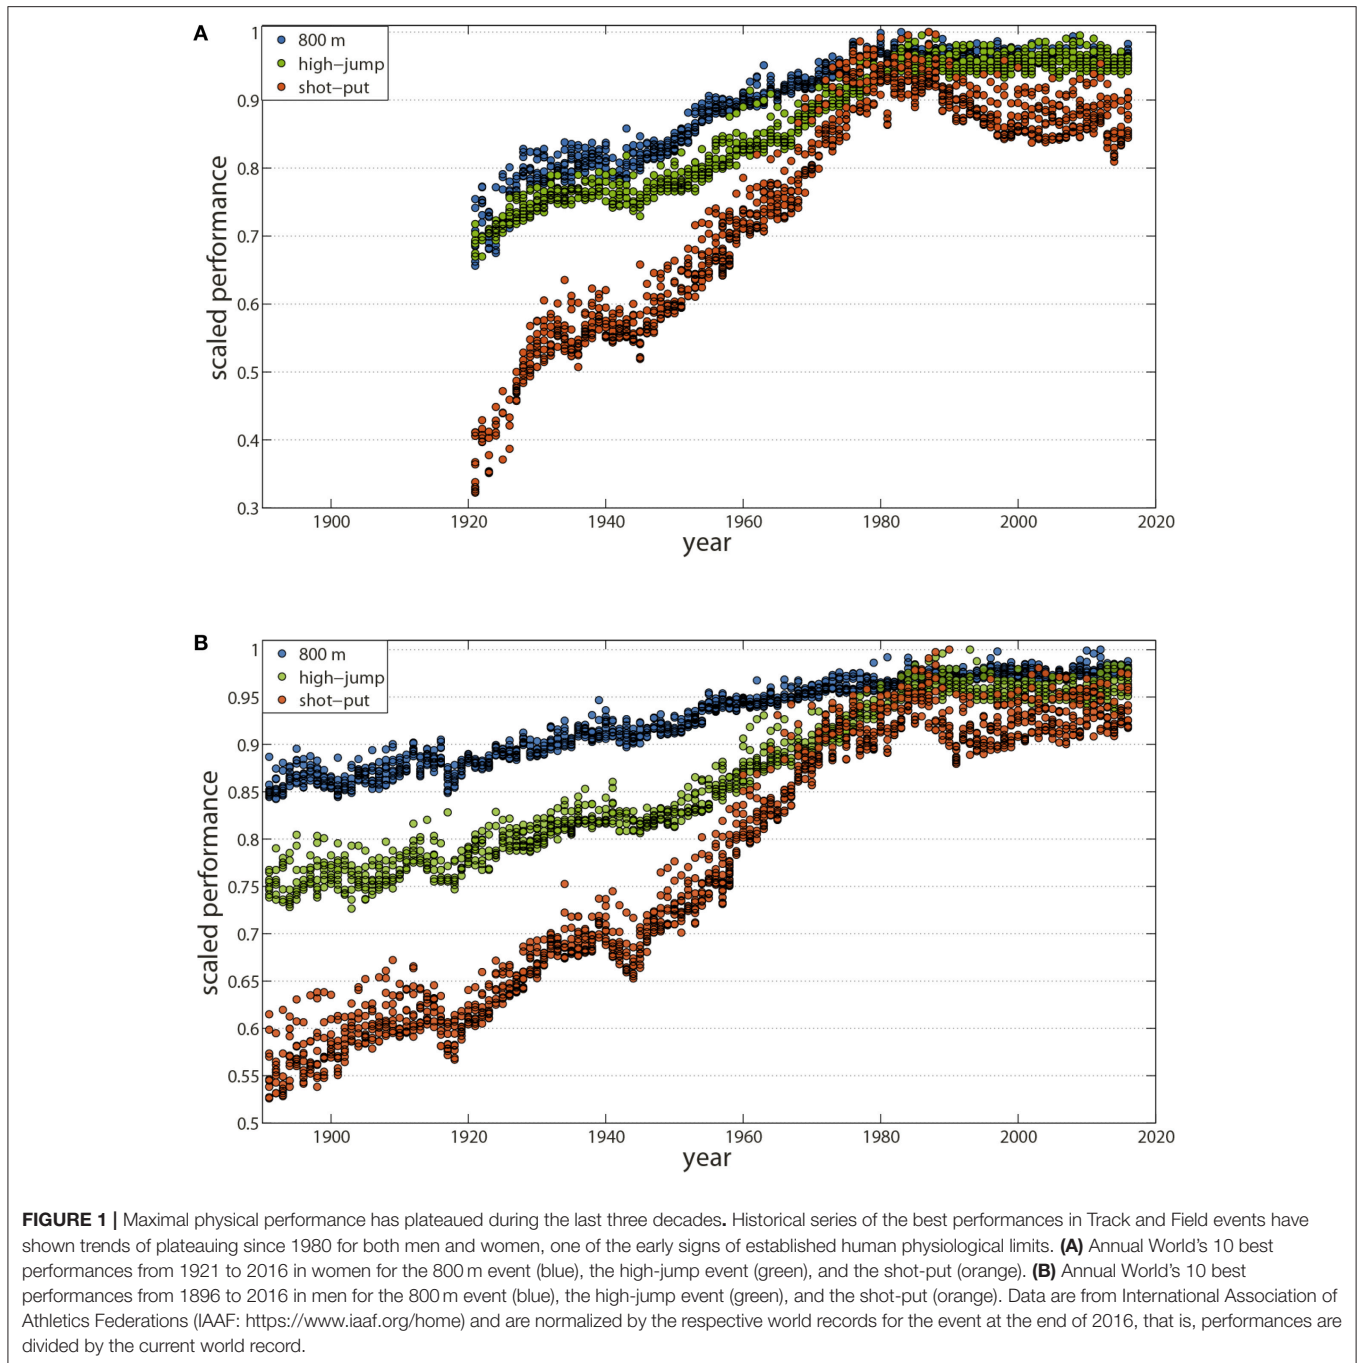 A
800 m
high−jump
shot−put
1
0.9
0.8
0.7
0.6
0.5
0.4
0.3
scaled performance
1900 1920 1940 1960 1980 2000 2020
year
B
800 m
high−jump
shot−put
1
0.95
0.9
0.85
0.8
0.75
0.7
0.65
0.6
0.55
0.5
scaled performance
1900 1920 1940 1960 1980 2000 2020
year
FIGURE 1 | Maximal physical performance has plateaued during the last three decades. Historical series of the best performances in Track and Field events have
shown trends of plateauing since 1980 for both men and women, one of the early signs of established human physiological limits. (A) Annual World's 10 best
performances from 1921 to 2016 in women for the 800 m event (blue), the high-jump event (green), and the shot-put (orange). (B) Annual World's 10 best
performances from 1896 to 2016 in men for the 800 m event (blue), the high-jump event (green), and the shot-put (orange). Data are from International Association of
Athletics Federations (IAAF: https://www.iaaf.org/home) and are normalized by the respective world records for the event at the end of 2016, that is, performances are
divided by the current world record.